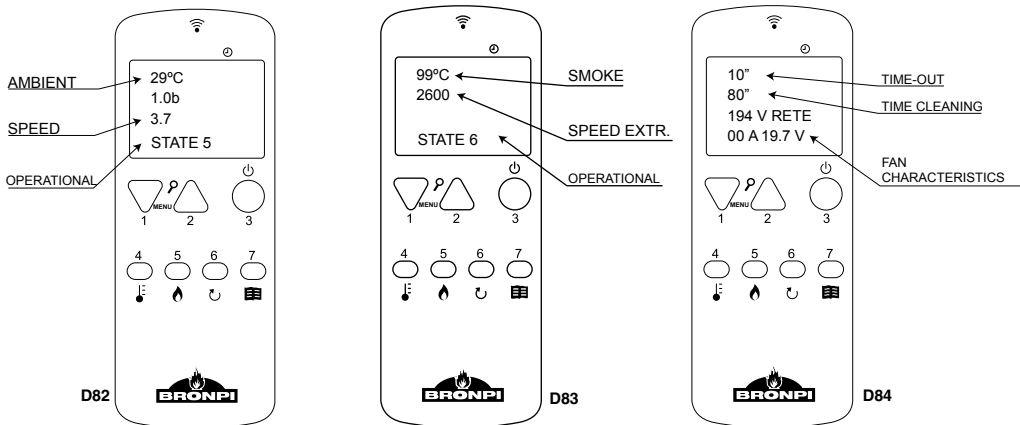 AMBIENT
SPEED
OPERATIONAL
29ºC
1.0b
3.7
STATE 5
MENU
1
2
3
4
5
6
7
BRONPI
D82
99ºC
2600
STATE 6
SMOKE
SPEED EXTR.
OPERATIONAL
MENU
1
2
3
4
5
6
7
BRONPI
D83
10”
80”
194 V RETE
00 A 19.7 V
TIME-OUT
TIME CLEANING
FAN
CHARACTERISTICS
MENU
1
2
3
4
5
6
7
BRONPI
D84